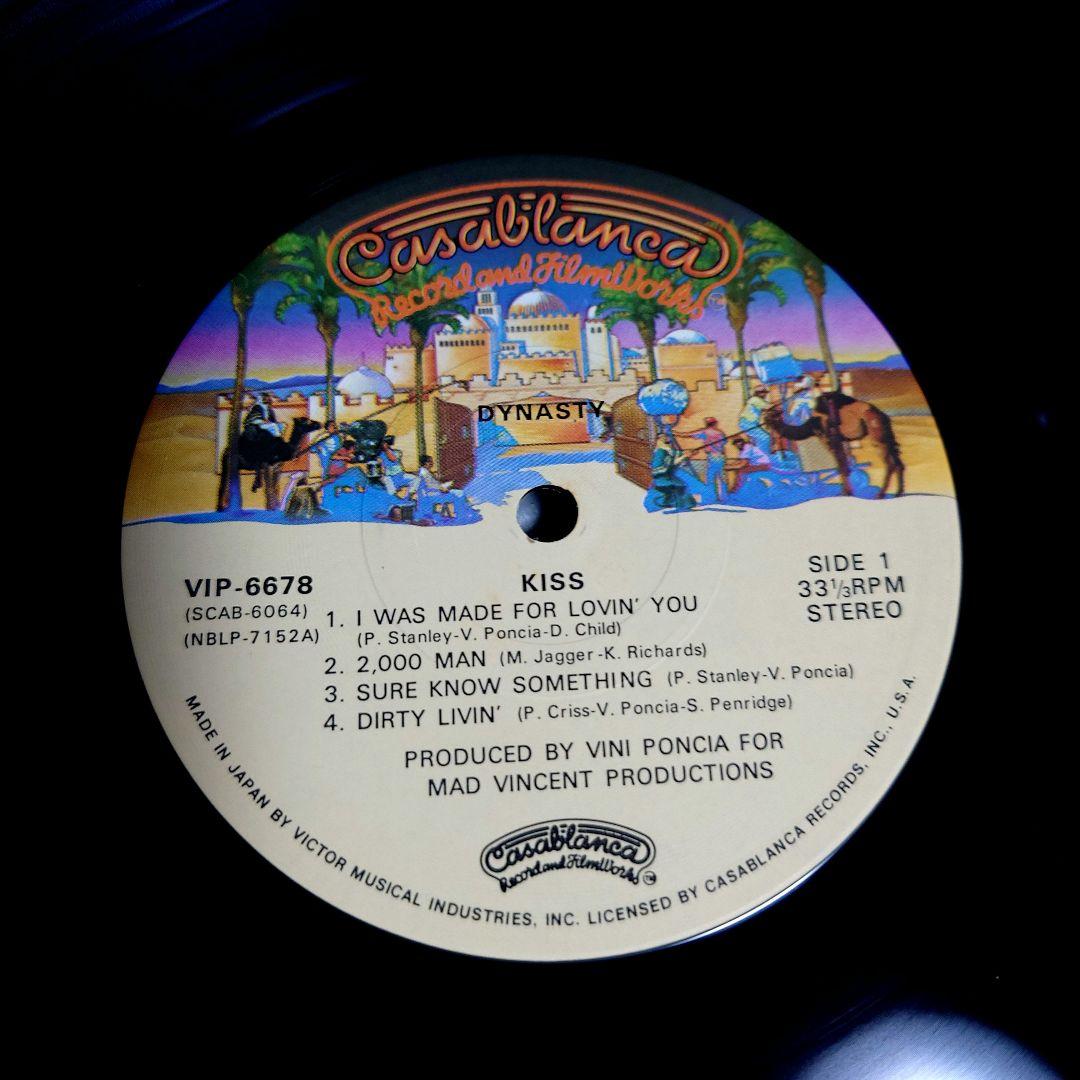 Casablanca
Record and FilmWorks™
DYNASTY
VIP-6678
(SCAB-6064)
(NBLP-7152A)
KISS
SIDE 1
33⅓RPM
STEREO
1. I WAS MADE FOR LOVIN' YOU
(P. Stanley-V. Poncia-D. Child)
2. 2,000 MAN (M. Jagger-K. Richards)
3. SURE KNOW SOMETHING (P. Stanley-V. Poncia)
4. DIRTY LIVIN' (P. Criss-V. Poncia-S. Penridge)
PRODUCED BY VINI PONCIA FOR
MAD VINCENT PRODUCTIONS
Casablanca
Record and FilmWorks™
MADE IN JAPAN BY VICTOR MUSICAL INDUSTRIES, INC. LICENSED BY CASABLANCA RECORDS, INC., U.S.A.